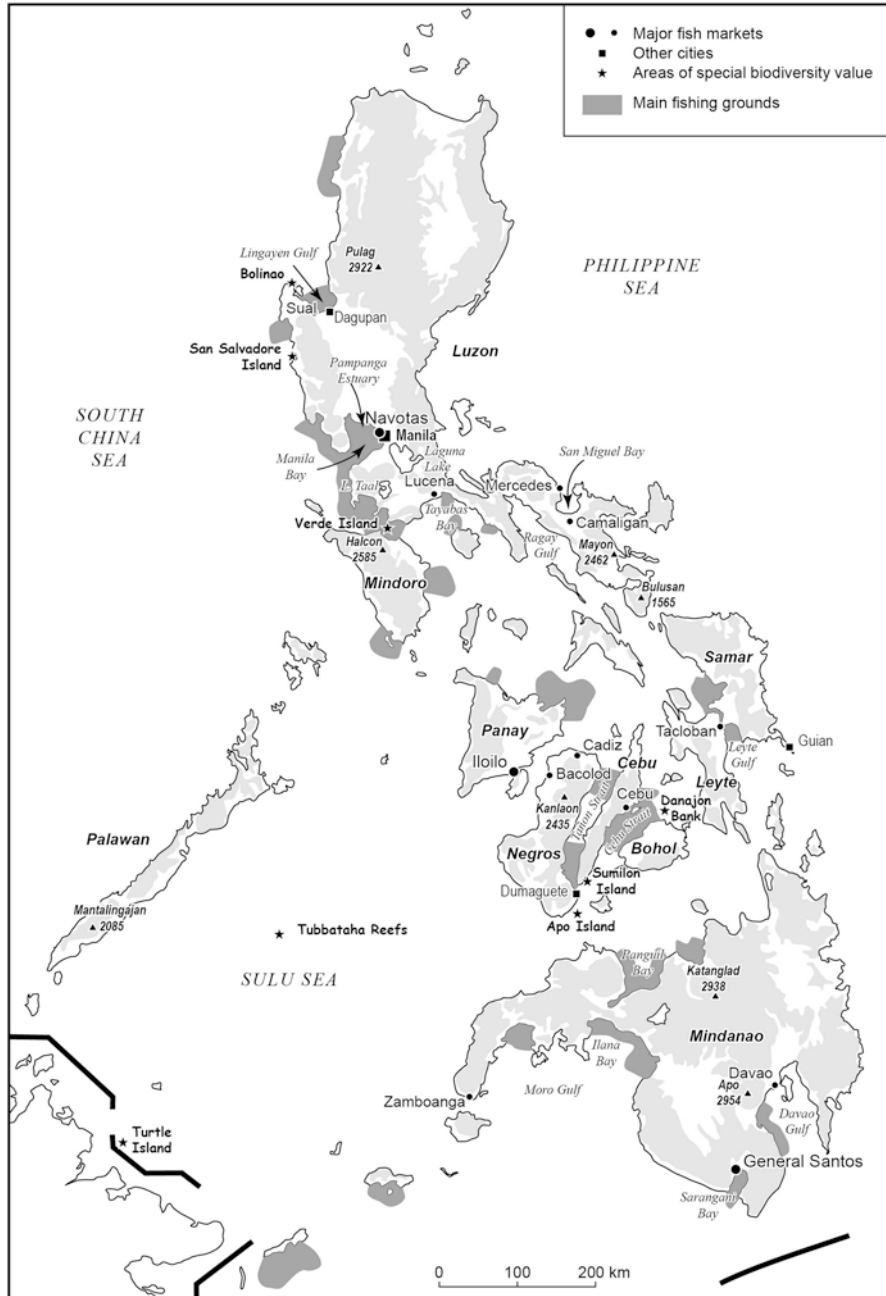 Major fish markets
Other cities
Areas of special biodiversity value
Main fishing grounds
Pulag
2922
Lingayen Gulf
Bolinao
Sual
Dagupan
PHILIPPINE
SEA
San Salvadore
Island
Luzon
Pampanga
Estuary
SOUTH
CHINA
SEA
Navotas
Manila
Manila
Bay
Laguna
Lake
San Miguel Bay
L. Taal
Lucena
Mercedes
Tayabas
Bay
Verde Island
Camaligan
Ragay
Gulf
Halcon
2585
Mayon
2462
Mindoro
Bulusan
1565
Samar
Panay
Tacloban
Guian
Leyte
Gulf
Cadiz
Iloilo
Bacolod
Cebu
Leyte
Kanlaon
2435
Tanon Strait
Cebu
Cebu Strait
Danajon
Bank
Palawan
Negros
Bohol
Sumilon
Island
Dumaguete
Apo Island
Mantalingajan
2085
Tubbataha Reefs
SULU SEA
Panguil
Bay
Katanglad
2938
Mindanao
Ilana
Bay
Moro Gulf
Zamboanga
Davao
Apo
2954
Davao
Gulf
Turtle
Island
General Santos
Sarangani
Bay
0 100 200 km